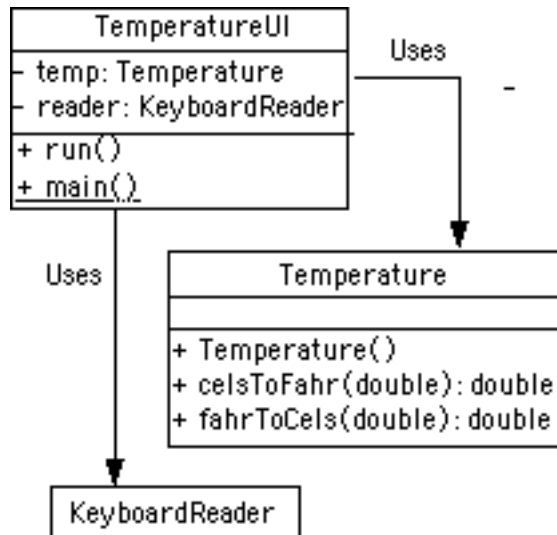 TemperatureUI
- temp: Temperature
- reader: KeyboardReader
+ run()
+ main()
Uses
-
Uses
Temperature
+ Temperature()
+ celsToFahr(double): double
+ fahrToCels(double): double
KeyboardReader